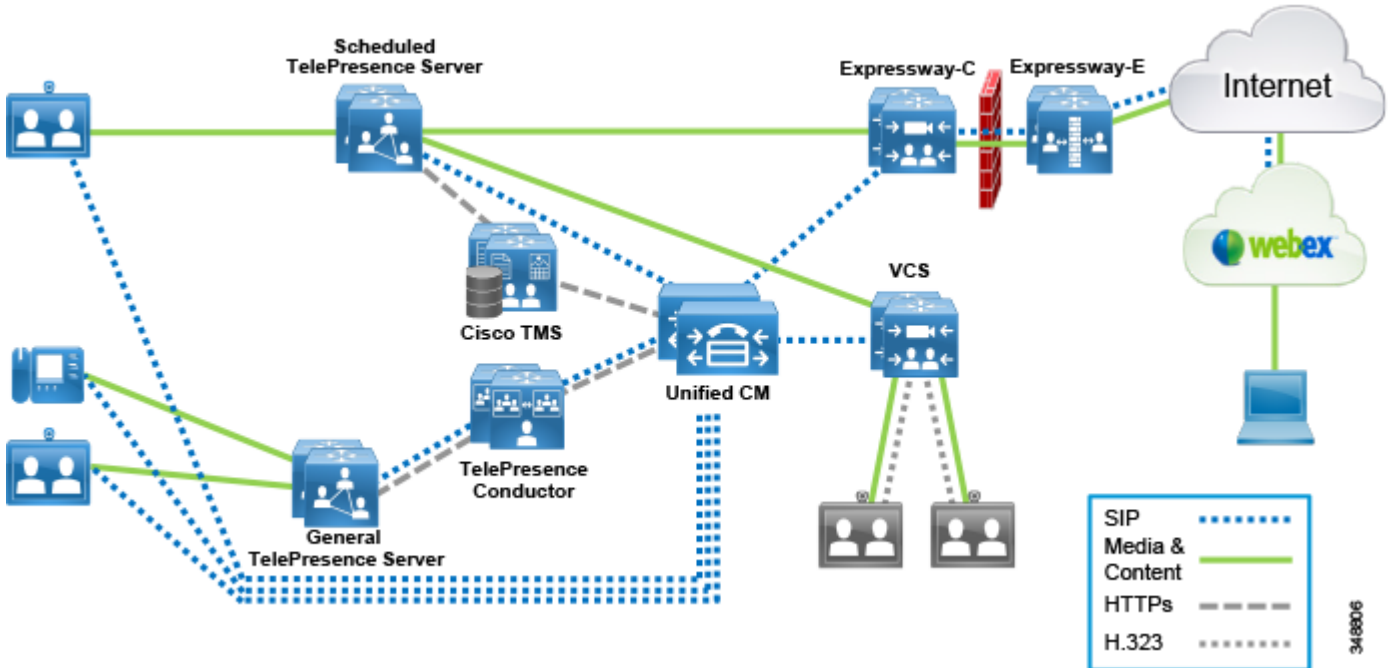 Scheduled
TelePresence Server
Expressway-C
Expressway-E
Internet
webex
Cisco TMS
VCS
Unified CM
TelePresence
Conductor
General
TelePresence Server
SIP
Media &
Content
HTTPs
H.323
348806